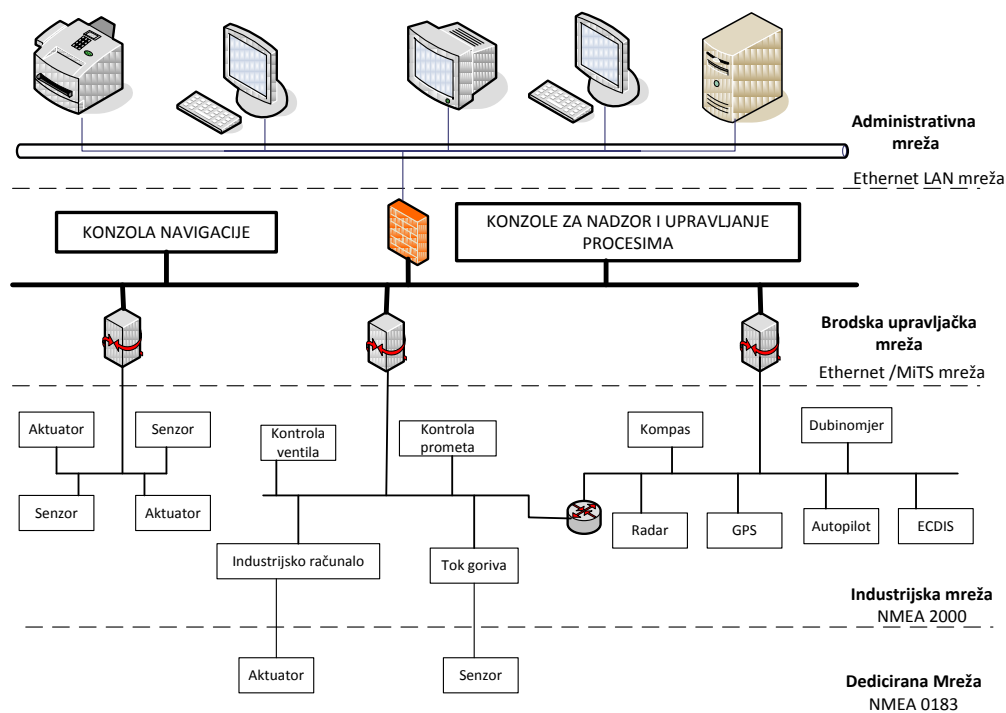 Administrativna
mreža
Ethernet LAN mreža
KONZOLA NAVIGACIJE
KONZOLE ZA NADZOR I UPRAVLJANJE
PROCESIMA
Brodska upravljačka
mreža
Ethernet /MiTS mreža
Aktuator
Senzor
Senzor
Aktuator
Kontrola
ventila
Kontrola
prometa
Industrijsko računalo
Tok goriva
Kompas
Dubinomjer
Radar
GPS
Autopilot
ECDIS
Industrijska mreža
NMEA 2000
Aktuator
Senzor
Dedicirana Mreža
NMEA 0183